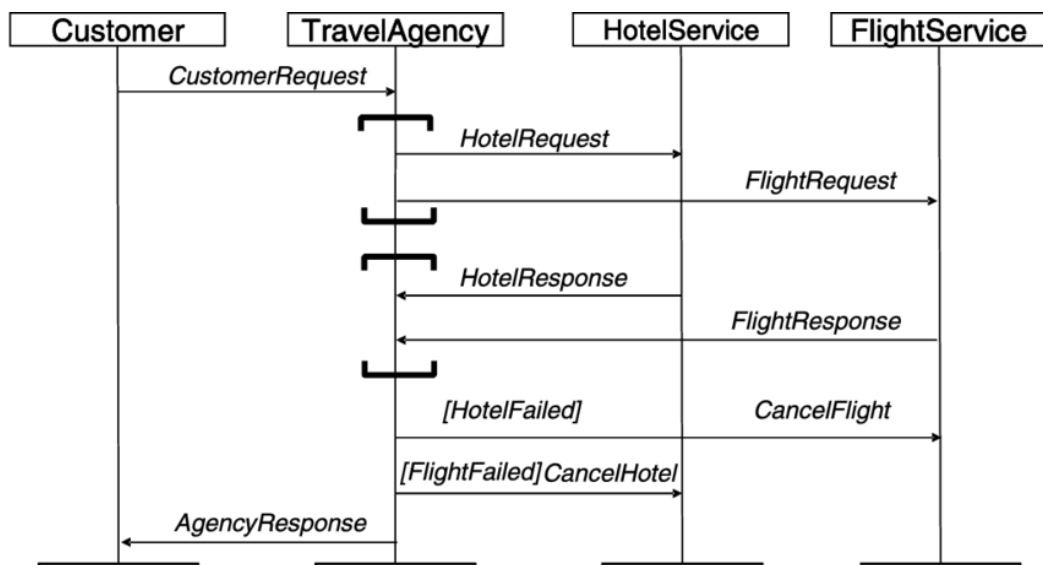 Customer TravelAgency HotelService FlightService
CustomerRequest
HotelRequest
FlightRequest
HotelResponse
FlightResponse
[HotelFailed] CancelFlight
[FlightFailed]CancelHotel
AgencyResponse